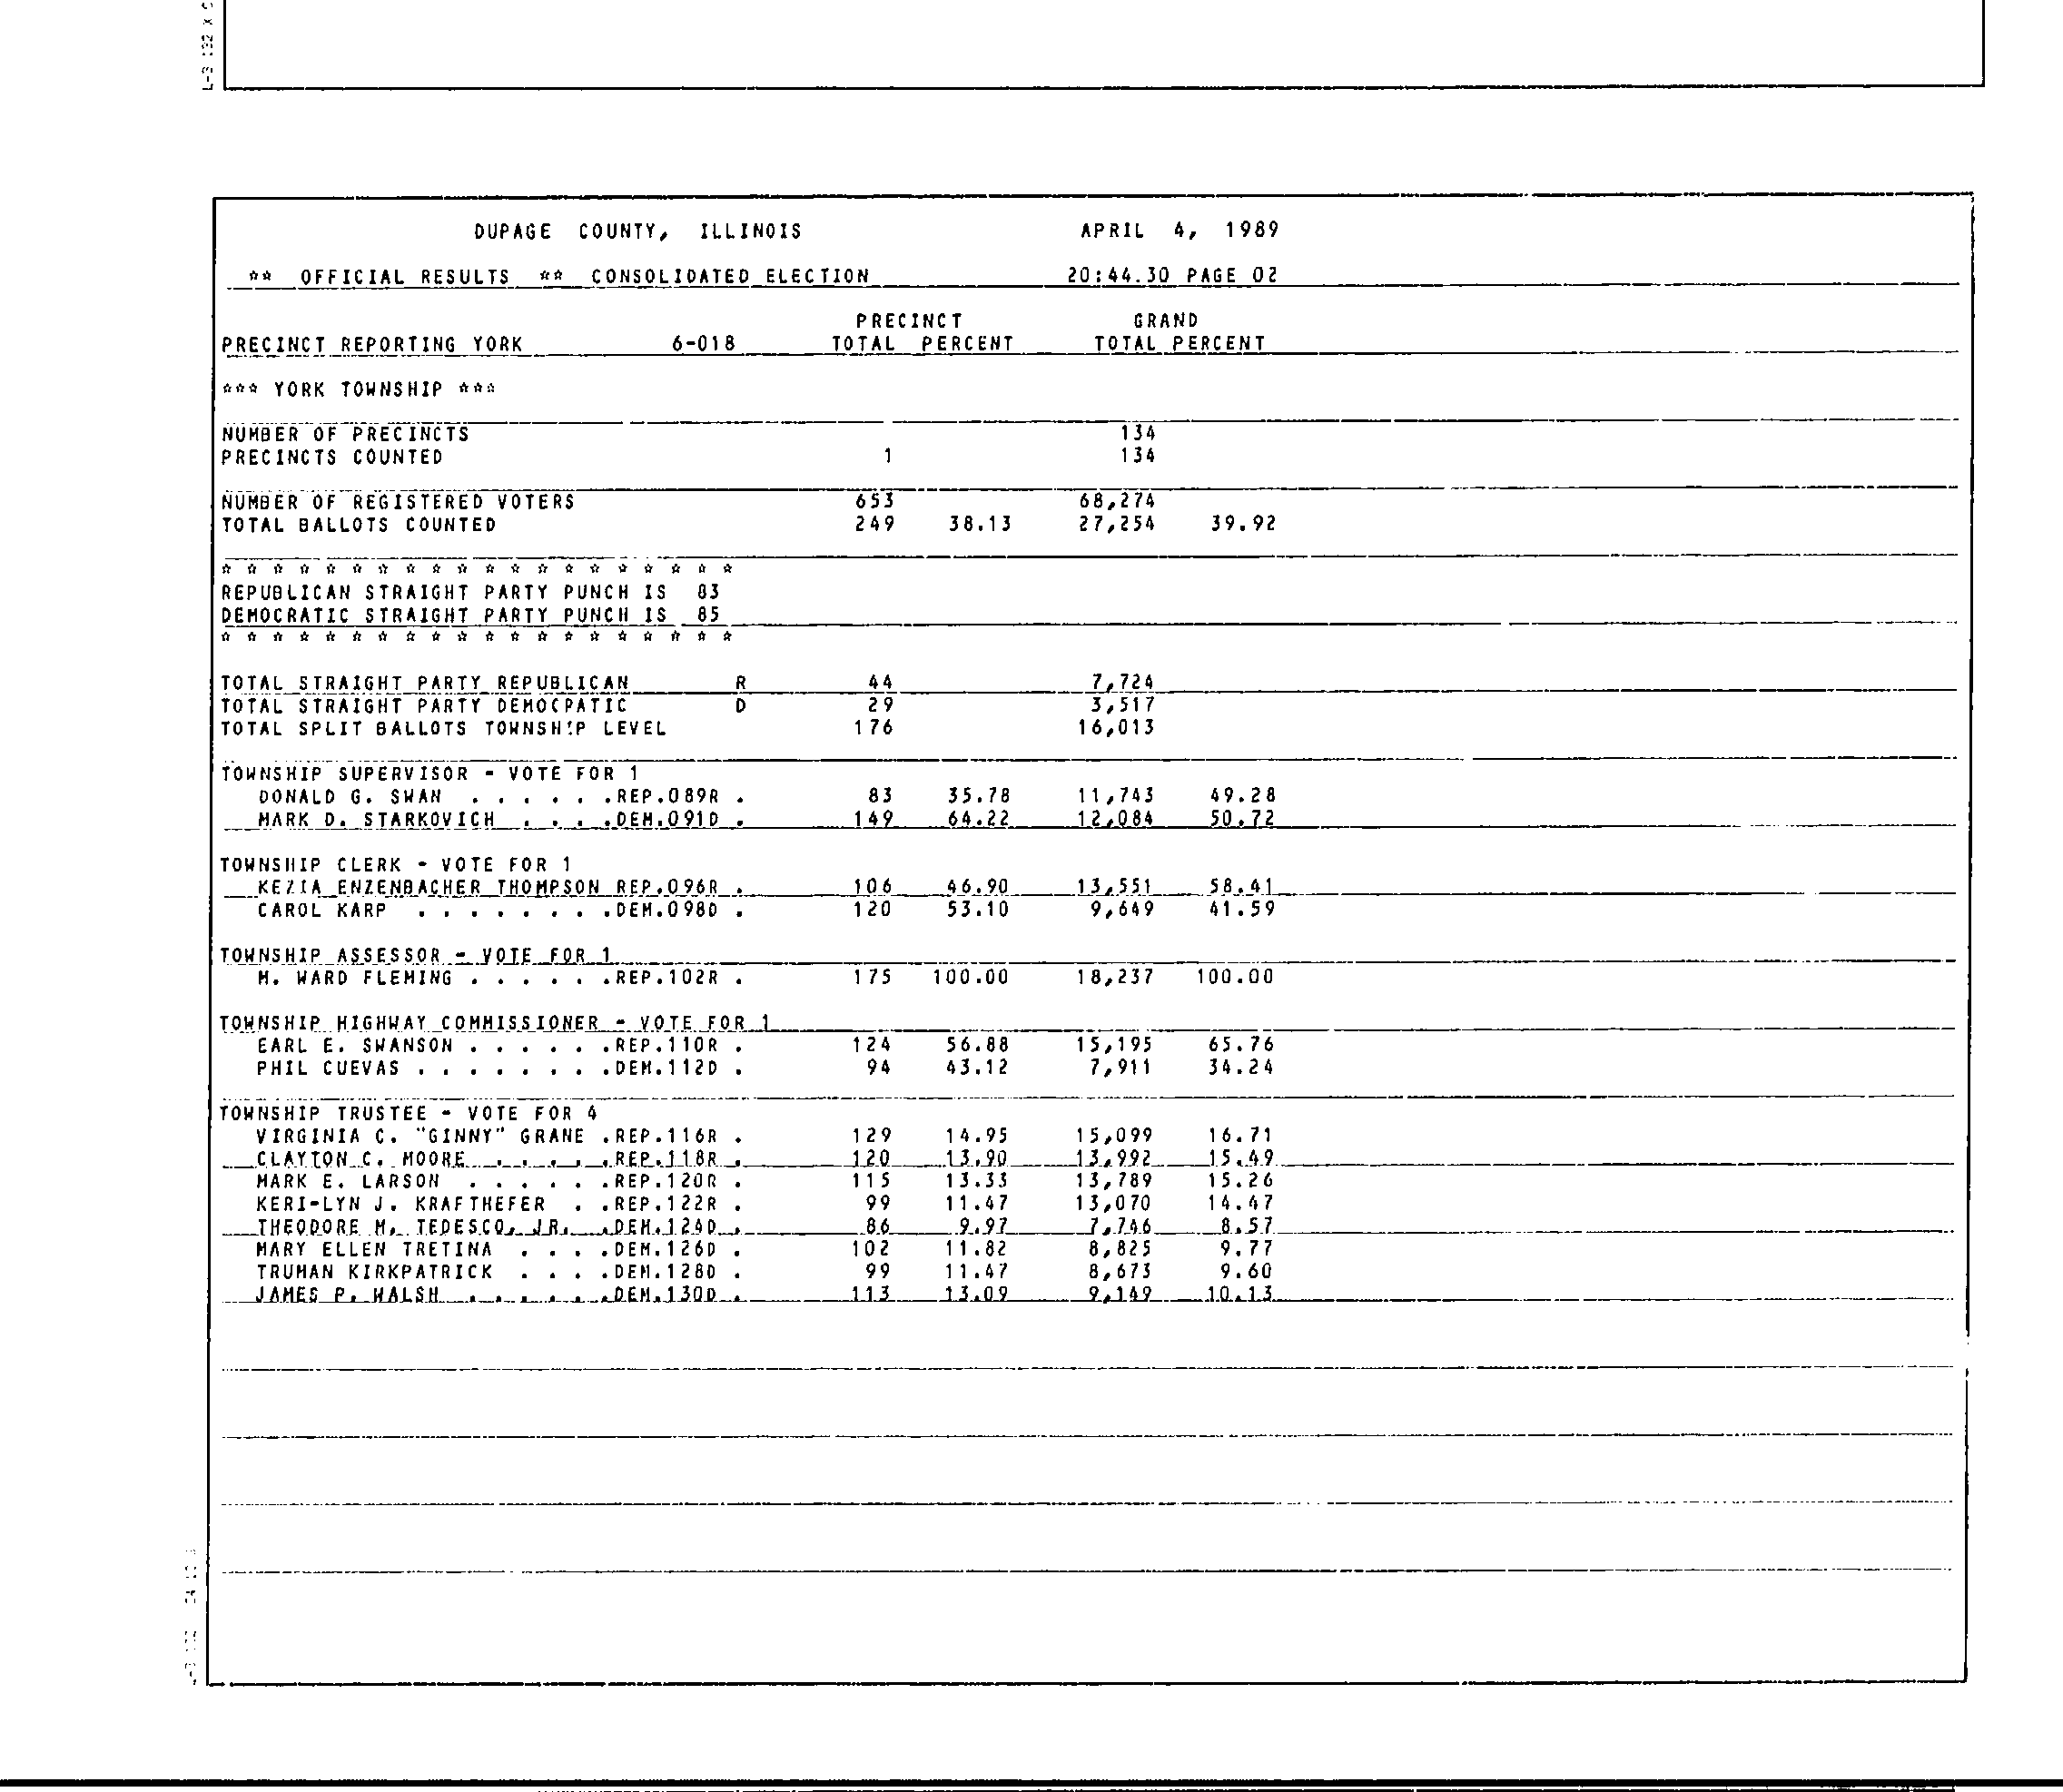 DUPAGE COUNTY, ILLINOIS APRIL 4, 1989
** OFFICIAL RESULTS ** CONSOLIDATED ELECTION 20:44.30 PAGE 02
PRECINCT GRAND
PRECINCT REPORTING YORK 6-018 TOTAL PERCENT TOTAL PERCENT
*** YORK TOWNSHIP ***
NUMBER OF PRECINCTS 134
PRECINCTS COUNTED 1 134
NUMBER OF REGISTERED VOTERS 653 68,274
TOTAL BALLOTS COUNTED 249 38.13 27,254 39.92
* * * * * * * * * * * * * * * * * * * *
REPUBLICAN STRAIGHT PARTY PUNCH IS 83
DEMOCRATIC STRAIGHT PARTY PUNCH IS 85
* * * * * * * * * * * * * * * * * * * *
TOTAL STRAIGHT PARTY REPUBLICAN R 44 7,724
TOTAL STRAIGHT PARTY DEMOCRATIC D 29 3,517
TOTAL SPLIT BALLOTS TOWNSHIP LEVEL 176 16,013
TOWNSHIP SUPERVISOR - VOTE FOR 1
DONALD G. SWAN . . . . . .REP.089R . 83 35.78 11,743 49.28
MARK D. STARKOVICH . . . .DEM.091D . 149 64.22 12,084 50.72
TOWNSHIP CLERK - VOTE FOR 1
KEZIA ENZENBACHER THOMPSON REP.096R . 106 46.90 13,551 58.41
CAROL KARP . . . . . . . .DEM.098D . 120 53.10 9,649 41.59
TOWNSHIP ASSESSOR - VOTE FOR 1
M. WARD FLEMING . . . . . .REP.102R . 175 100.00 18,237 100.00
TOWNSHIP HIGHWAY COMMISSIONER - VOTE FOR 1
EARL E. SWANSON . . . . . .REP.110R . 124 56.88 15,195 65.76
PHIL CUEVAS . . . . . . . .DEM.112D . 94 43.12 7,911 34.24
TOWNSHIP TRUSTEE - VOTE FOR 4
VIRGINIA C. "GINNY" GRANE .REP.116R . 129 14.95 15,099 16.71
CLAYTON C. MOORE . . . . . .REP.118R . 120 13.90 13,992 15.49
MARK E. LARSON . . . . . .REP.120R . 115 13.33 13,789 15.26
KERI-LYN J. KRAFTHEFER . .REP.122R . 99 11.47 13,070 14.47
THEODORE M. TEDESCO, JR. .DEM.124D . 86 9.97 7,746 8.57
MARY ELLEN TRETINA . . . .DEM.126D . 102 11.82 8,825 9.77
TRUMAN KIRKPATRICK . . . .DEM.128D . 99 11.47 8,673 9.60
JAMES P. WALSH . . . . . .DEM.130D . 113 13.09 9,149 10.13